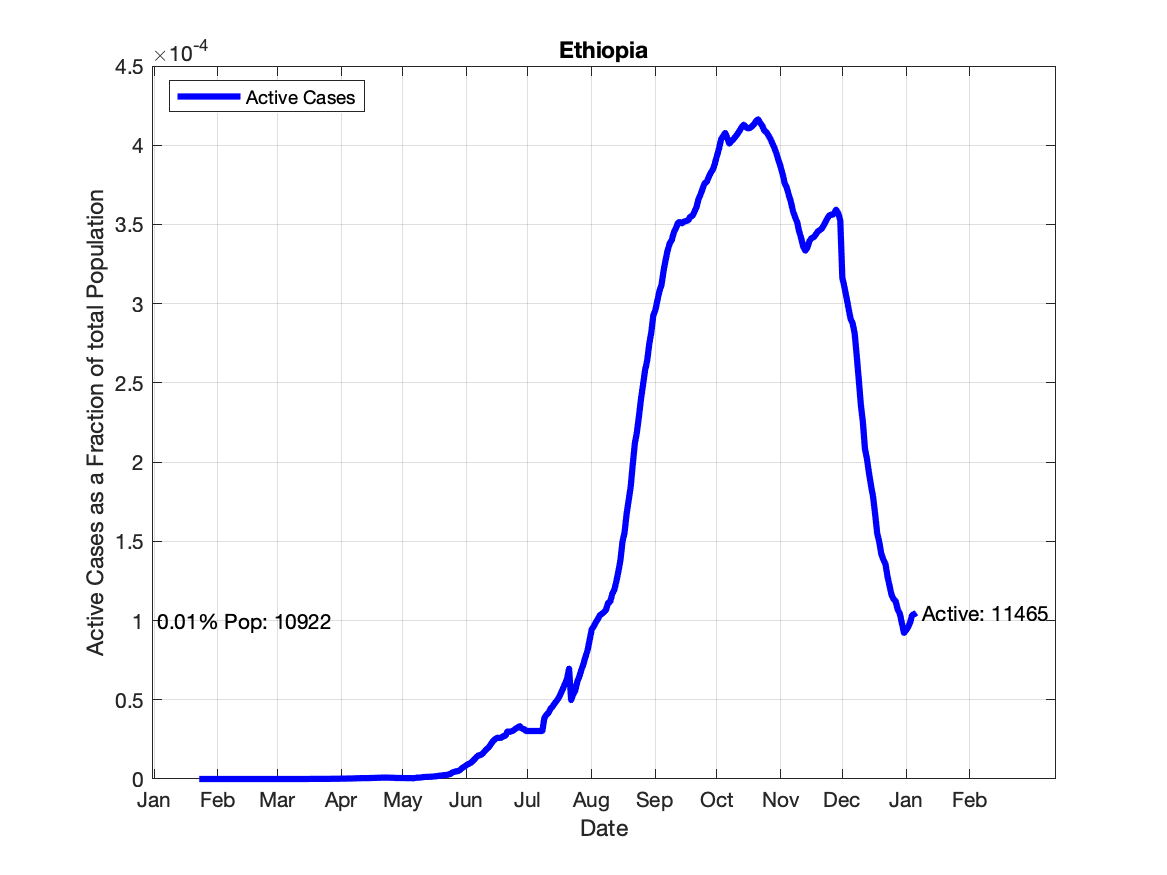 Ethiopia
×10-4
Active Cases
4.5
4
3.5
3
2.5
2
1.5
1
0.5
0
Active Cases as a Fraction of total Population
0.01% Pop: 10922
Active: 11465
Jan Feb Mar Apr May Jun Jul Aug Sep Oct Nov Dec Jan Feb
Date